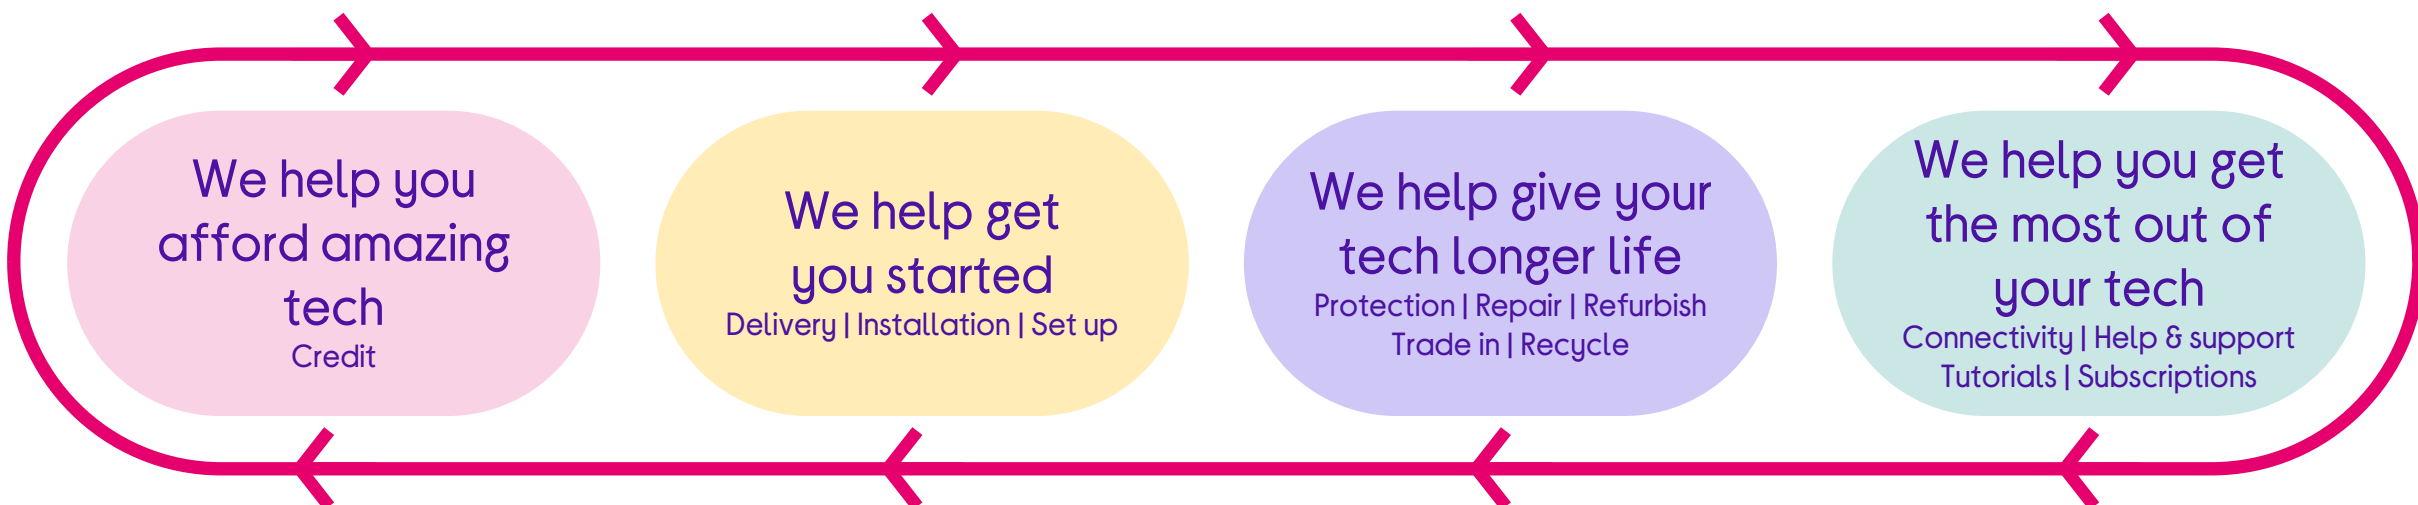 We help you
afford amazing
tech
Credit
We help get
you started
Delivery | Installation | Set up
We help give your
tech longer life
Protection | Repair | Refurbish
Trade in | Recycle
We help you get
the most out of
your tech
Connectivity | Help & support
Tutorials | Subscriptions